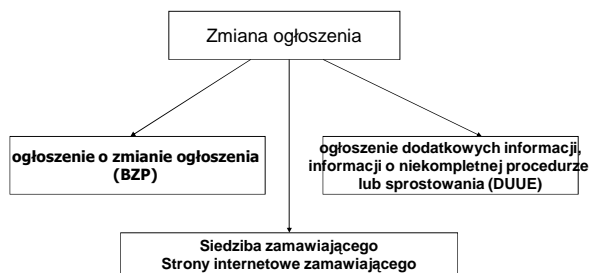 Zmiana ogłoszenia
ogłoszenie o zmianie ogłoszenia
(BZP)
ogłoszenie dodatkowych informacji,
informacji o niekompletnej procedurze
lub sprostowania (DUUE)
Siedziba zamawiającego
Strony internetowe zamawiającego